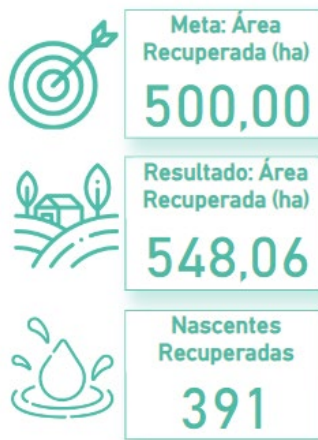 Meta: Área
Recuperada (ha)
500,00
Resultado: Área
Recuperada (ha)
548,06
Nascentes
Recuperadas
391